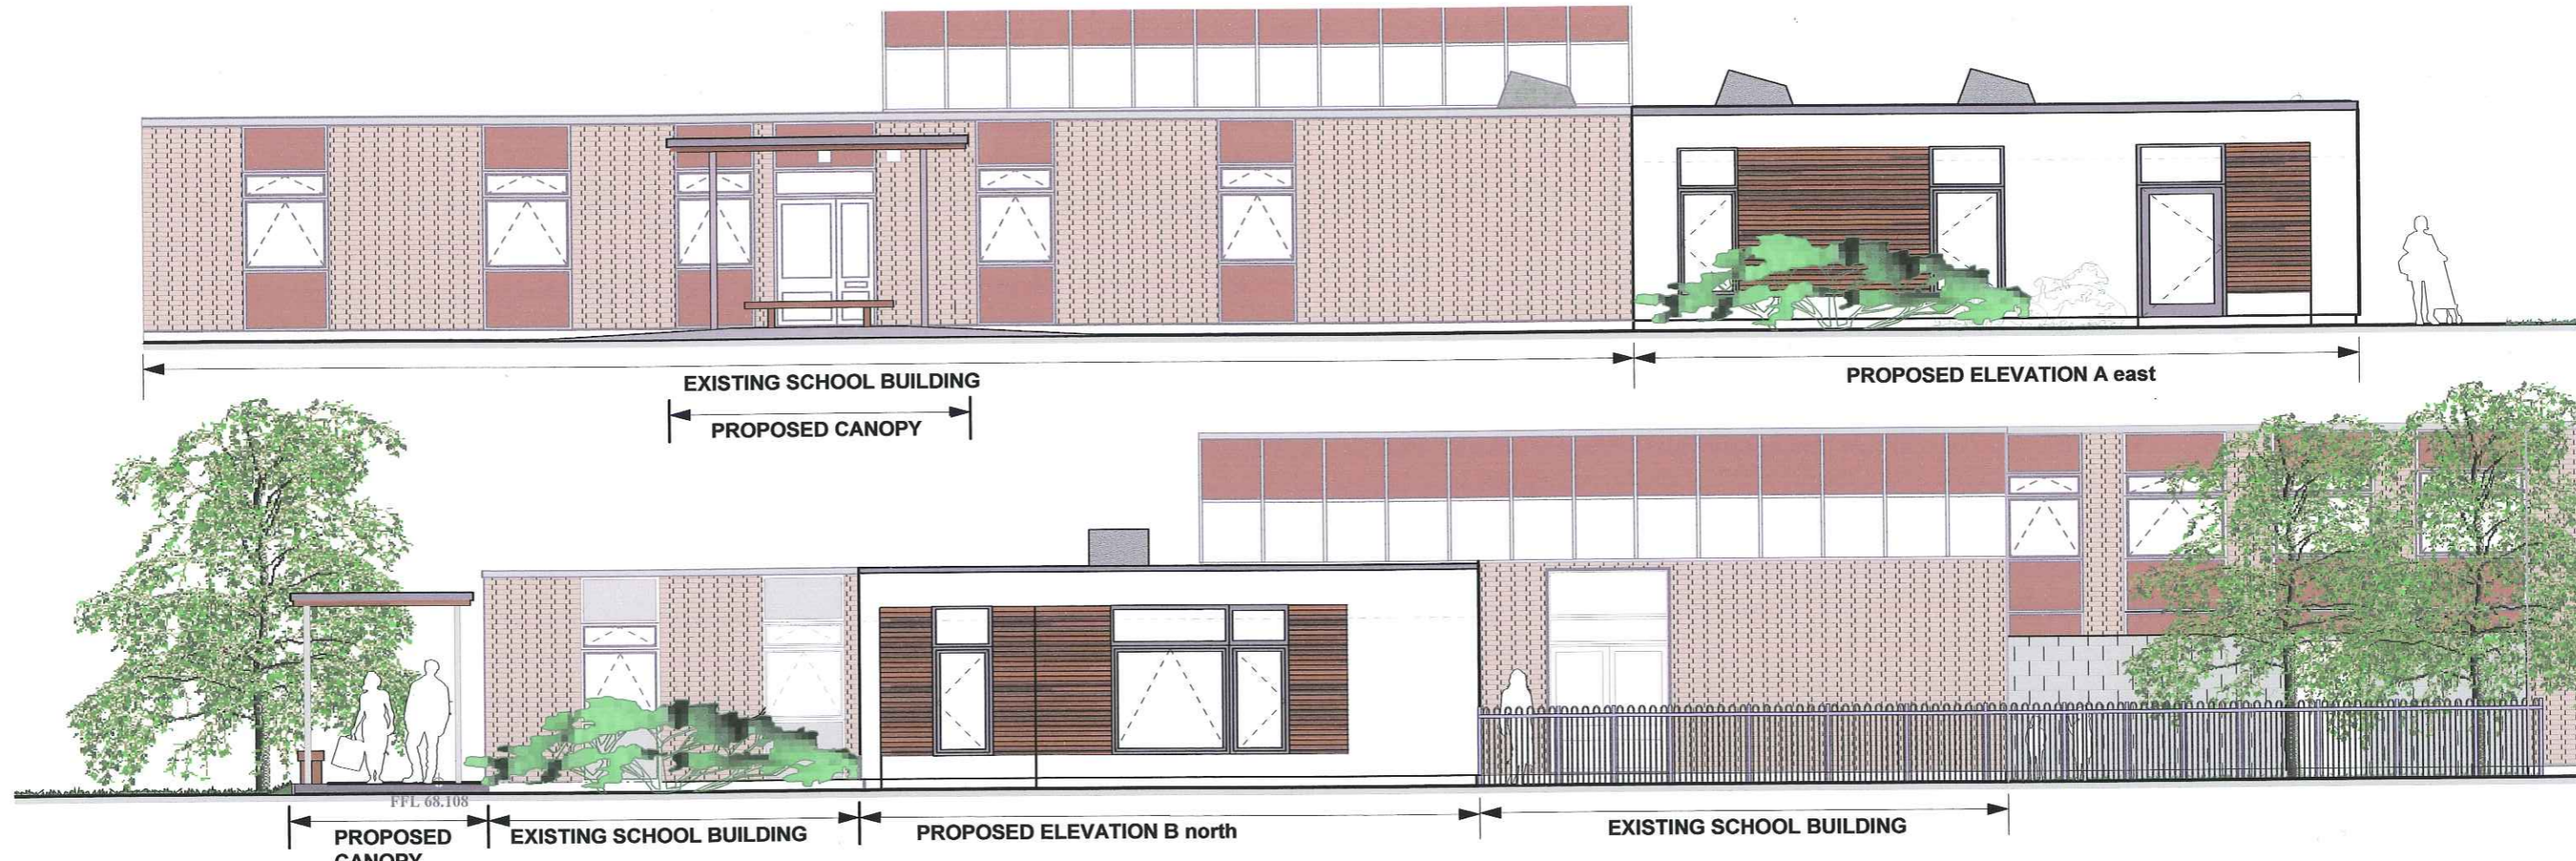 EXISTING SCHOOL BUILDING
PROPOSED ELEVATION A east
PROPOSED CANOPY
FFL 68.108
PROPOSED
CANOPY
EXISTING SCHOOL BUILDING
PROPOSED ELEVATION B north
EXISTING SCHOOL BUILDING